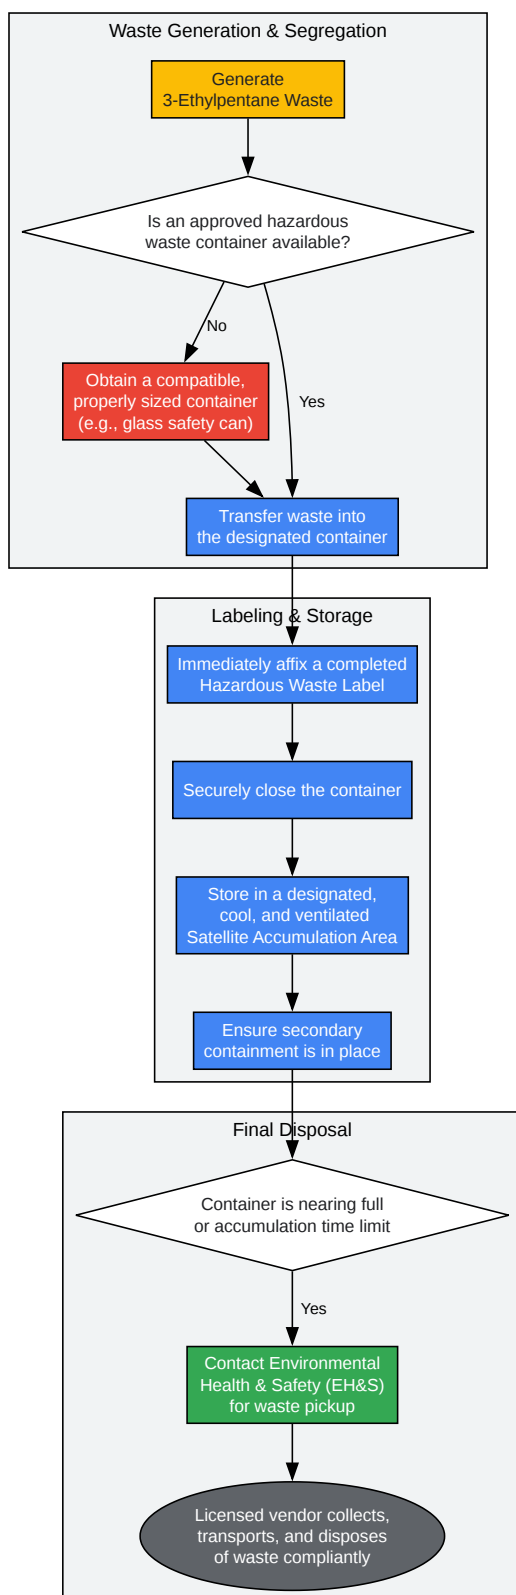 Waste Generation & Segregation
Generate
3-Ethylpentane Waste
Is an approved hazardous
waste container available?
No
Obtain a compatible,
properly sized container
(e.g., glass safety can)
Yes
Transfer waste into
the designated container
Labeling & Storage
Immediately affix a completed
Hazardous Waste Label
Securely close the container
Store in a designated,
cool, and ventilated
Satellite Accumulation Area
Ensure secondary
containment is in place
Final Disposal
Container is nearing full
or accumulation time limit
Yes
Contact Environmental
Health & Safety (EH&S)
for waste pickup
Licensed vendor collects,
transports, and disposes
of waste compliantly